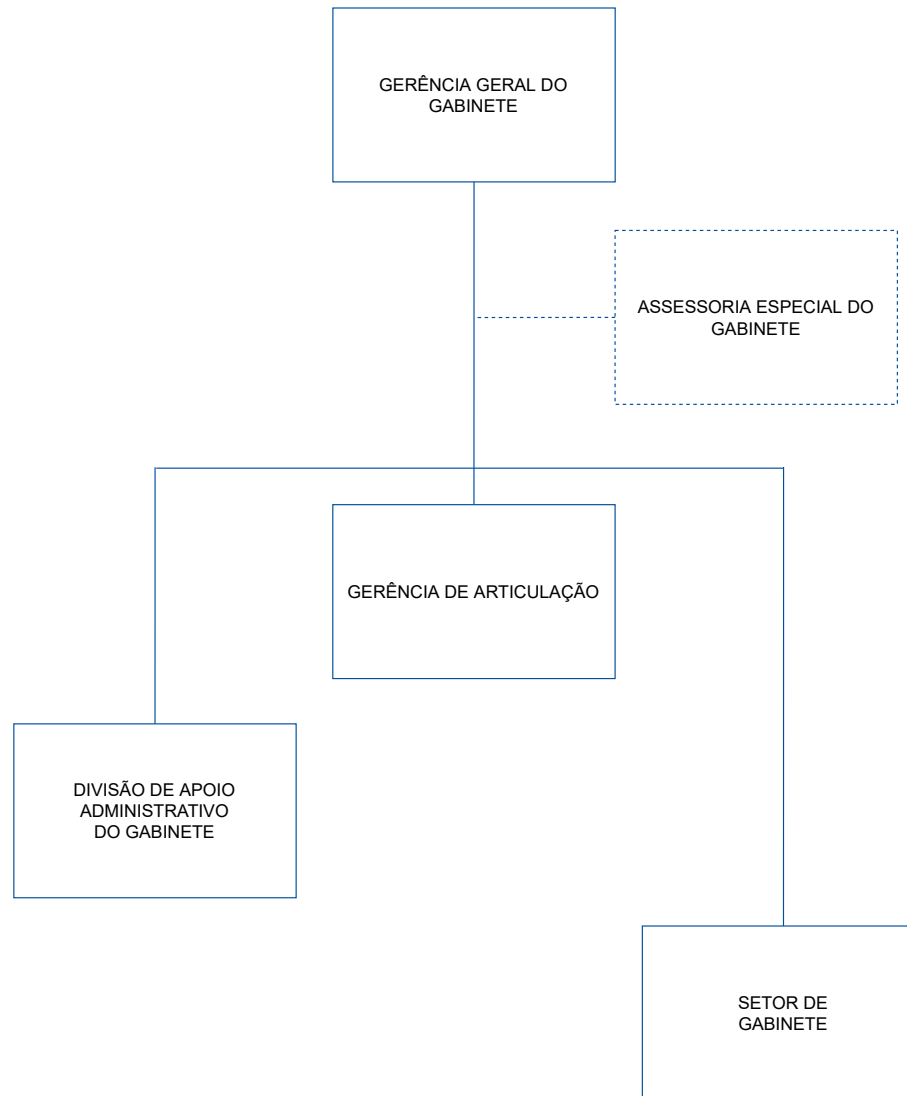 GERÊNCIA GERAL DO
GABINETE
ASSESSORIA ESPECIAL DO
GABINETE
GERÊNCIA DE ARTICULAÇÃO
DIVISÃO DE APOIO
ADMINISTRATIVO
DO GABINETE
SETOR DE
GABINETE